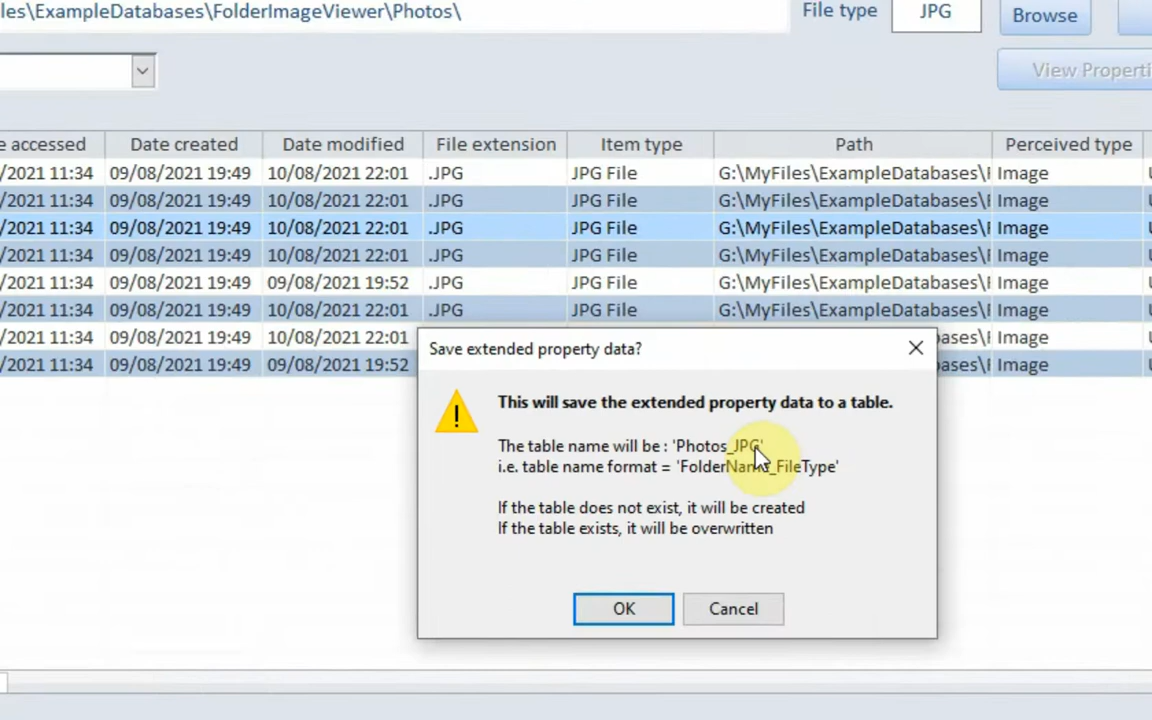 les\ExampleDatabases\FolderImageViewer\Photos\ File type JPG Browse
View Properti
e accessed Date created Date modified File extension Item type Path Perceived type
/2021 11:34 09/08/2021 19:49 10/08/2021 22:01 .JPG JPG File G:\MyFiles\ExampleDatabases\F Image
/2021 11:34 09/08/2021 19:49 10/08/2021 22:01 .JPG JPG File G:\MyFiles\ExampleDatabases\F Image
/2021 11:34 09/08/2021 19:49 10/08/2021 22:01 .JPG JPG File G:\MyFiles\ExampleDatabases\F Image
/2021 11:34 09/08/2021 19:49 10/08/2021 22:01 .JPG JPG File G:\MyFiles\ExampleDatabases\F Image
/2021 11:34 09/08/2021 19:49 09/08/2021 19:52 .JPG JPG File G:\MyFiles\ExampleDatabases\F Image
/2021 11:34 09/08/2021 19:49 10/08/2021 22:01 .JPG JPG File G:\MyFiles\ExampleDatabases\F Image
/2021 11:34 09/08/2021 19:49 10/08/2021 22:01 bases\F Image
/2021 11:34 09/08/2021 19:49 09/08/2021 19:52 bases\F Image
Save extended property data?
This will save the extended property data to a table.
The table name will be : 'Photos_JPG'
i.e. table name format = 'FolderName_FileType'
If the table does not exist, it will be created
If the table exists, it will be overwritten
OK Cancel